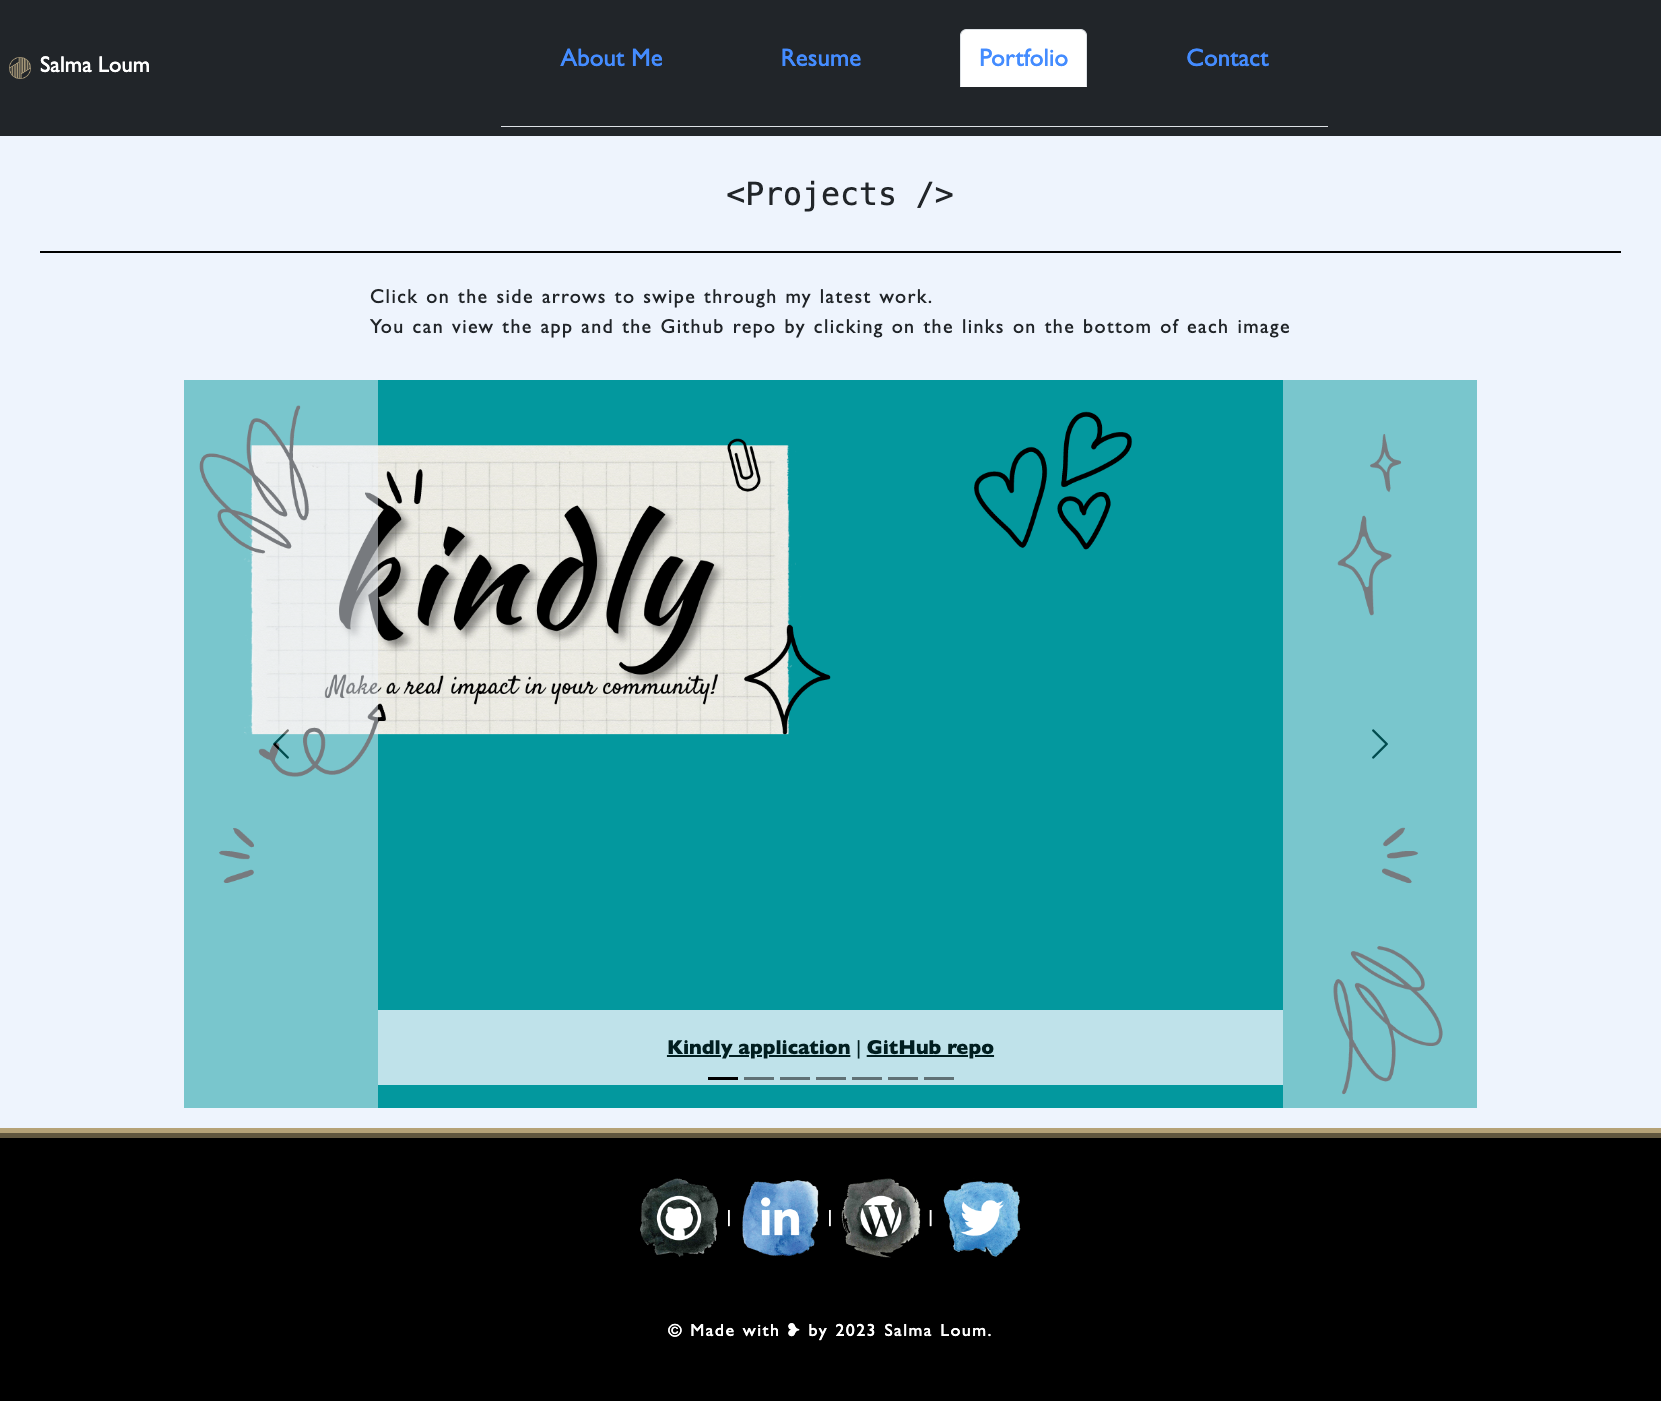 Salma Loum
About Me
Resume
Portfolio
Contact
<Projects />
Click on the side arrows to swipe through my latest work.
You can view the app and the Github repo by clicking on the links on the bottom of each image
kindly
Make a real impact in your community!
Kindly application | GitHub repo
in | W |
© Made with ❥ by 2023 Salma Loum.